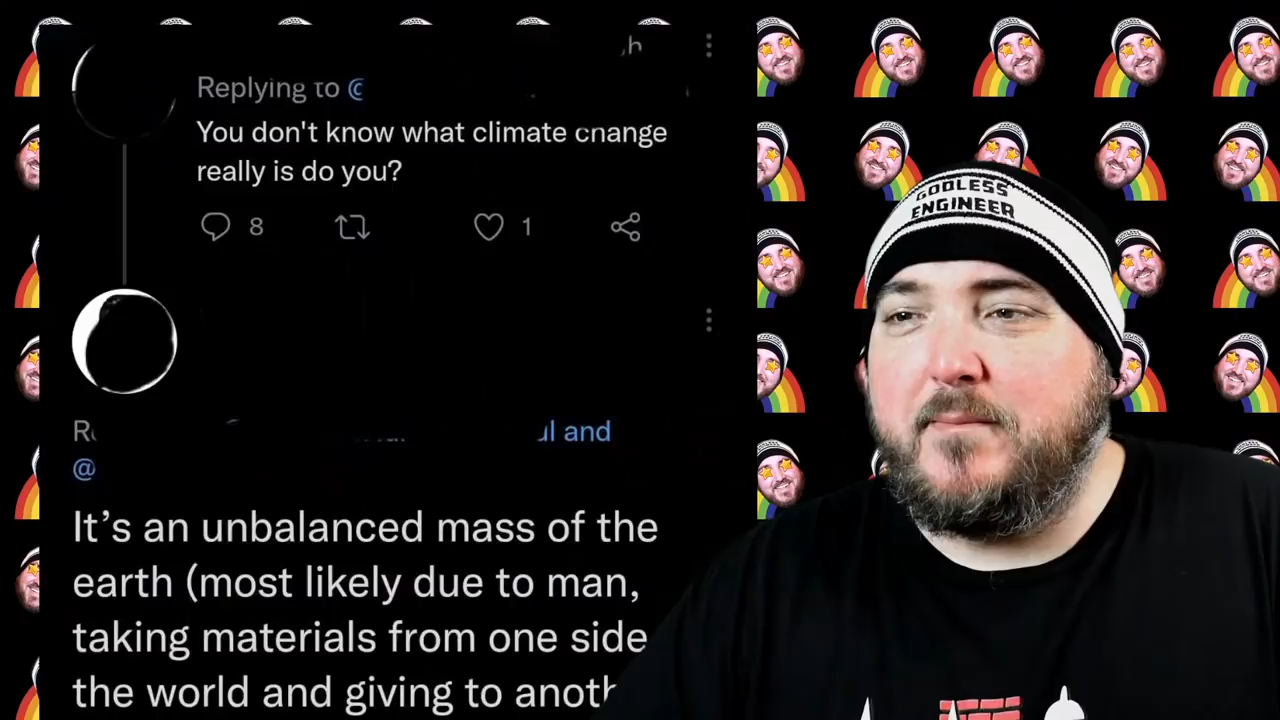 Replying to @
You don't know what climate change
really is do you?
8
1
and
@
It's an unbalanced mass of the
earth (most likely due to man,
taking materials from one side
the world and giving to
GODLESS
ENGINEER